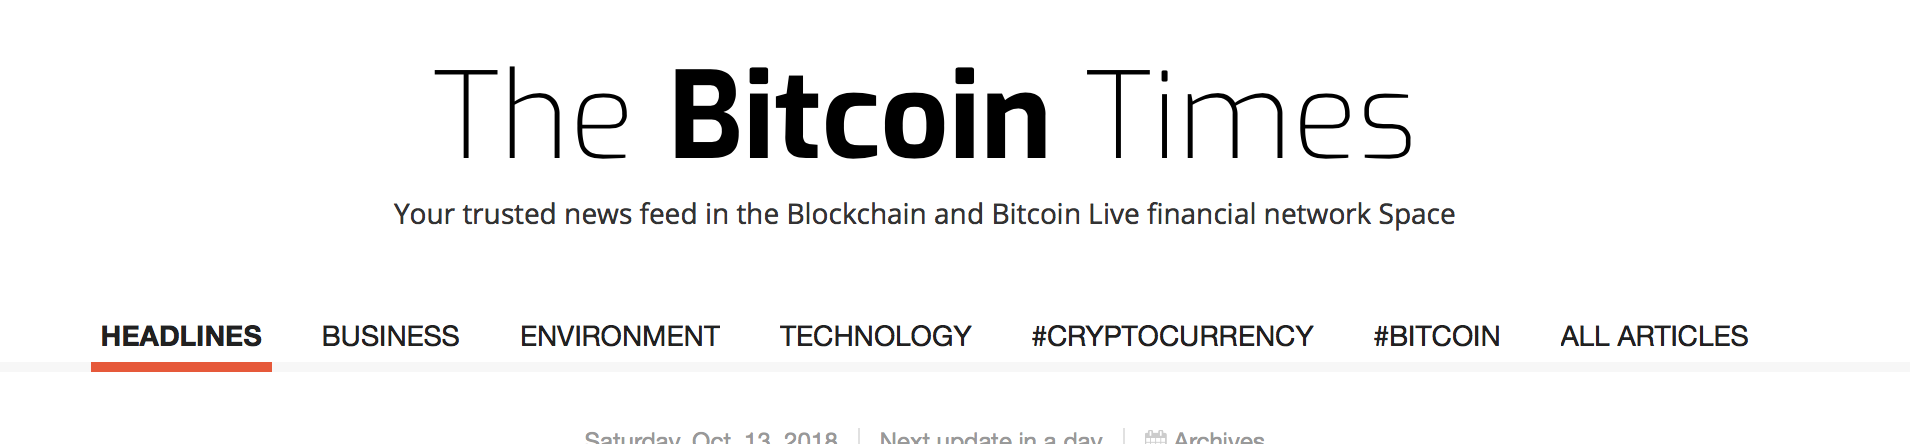 The Bitcoin Times
Your trusted news feed in the Blockchain and Bitcoin Live financial network Space
HEADLINES BUSINESS ENVIRONMENT TECHNOLOGY #CRYPTOCURRENCY #BITCOIN ALL ARTICLES
Saturday, Oct. 13, 2018 Next update in a day Archives